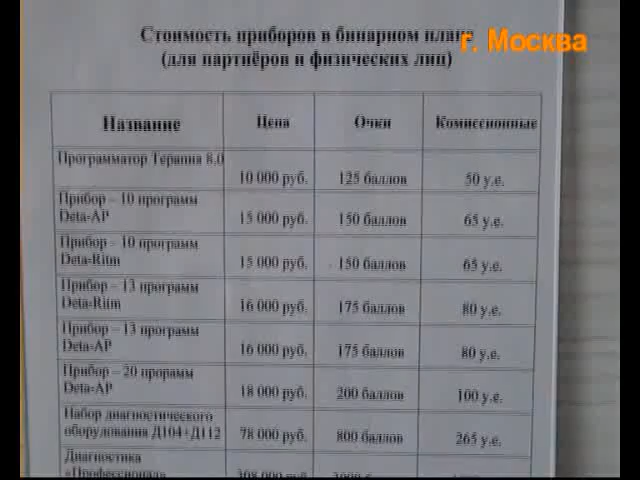 г. Москва
Стоимость приборов в бинарном плане
(для партнёров и физических лиц)
Название Цена Очки Комиссионные
Программатор Терапия 8.0 10 000 руб. 125 баллов 50 у.е.
Прибор – 10 программ
Deta-AP 15 000 руб. 150 баллов 65 у.е.
Прибор – 10 программ
Deta-Ritm 15 000 руб. 150 баллов 65 у.е.
Прибор – 13 программ
Deta-Ritm 16 000 руб. 175 баллов 80 у.е.
Прибор – 13 программ
Deta-AP 16 000 руб. 175 баллов 80 у.е.
Прибор – 20 прорамм
Deta-AP 18 000 руб. 200 баллов 100 у.е.
Набор диагностического
оборудования Д104+Д112 78 000 руб. 800 баллов 265 у.е.
Диагностика
«Профессионал»